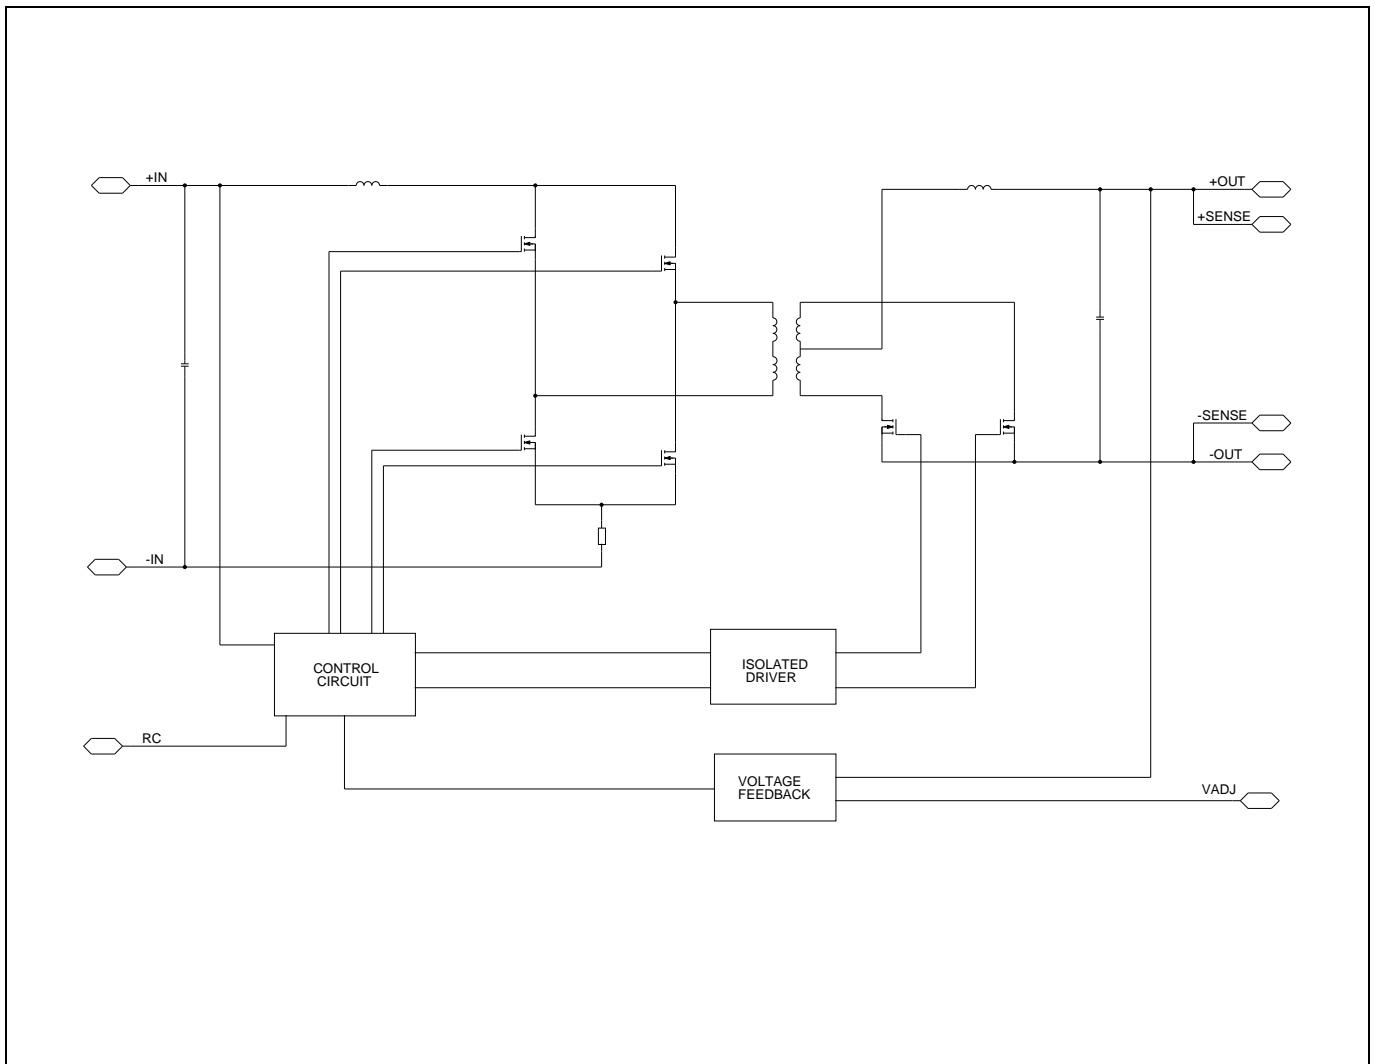 +IN
+OUT
+SENSE
-SENSE
-OUT
-IN
CONTROL
CIRCUIT
ISOLATED
DRIVER
RC
VOLTAGE
FEEDBACK
VADJ